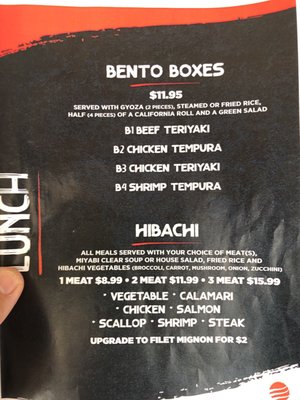 LUNCH
BENTO BOXES
$11.95
SERVED WITH GYOZA (2 PIECES), STEAMED OR FRIED RICE,
HALF (4 PIECES) OF A CALIFORNIA ROLL AND A GREEN SALAD
B1 BEEF TERIYAKI
B2 CHICKEN TEMPURA
B3 CHICKEN TERIYAKI
B4 SHRIMP TEMPURA
HIBACHI
ALL MEALS SERVED WITH YOUR CHOICE OF MEAT(S),
MIYABI CLEAR SOUP OR HOUSE SALAD, FRIED RICE AND
HIBACHI VEGETABLES (BROCCOLI, CARROT, MUSHROOM, ONION, ZUCCHINI)
1 MEAT $8.99 • 2 MEAT $11.99 • 3 MEAT $15.99
* VEGETABLE * CALAMARI
* CHICKEN * SALMON
* SCALLOP * SHRIMP * STEAK
UPGRADE TO FILET MIGNON FOR $2